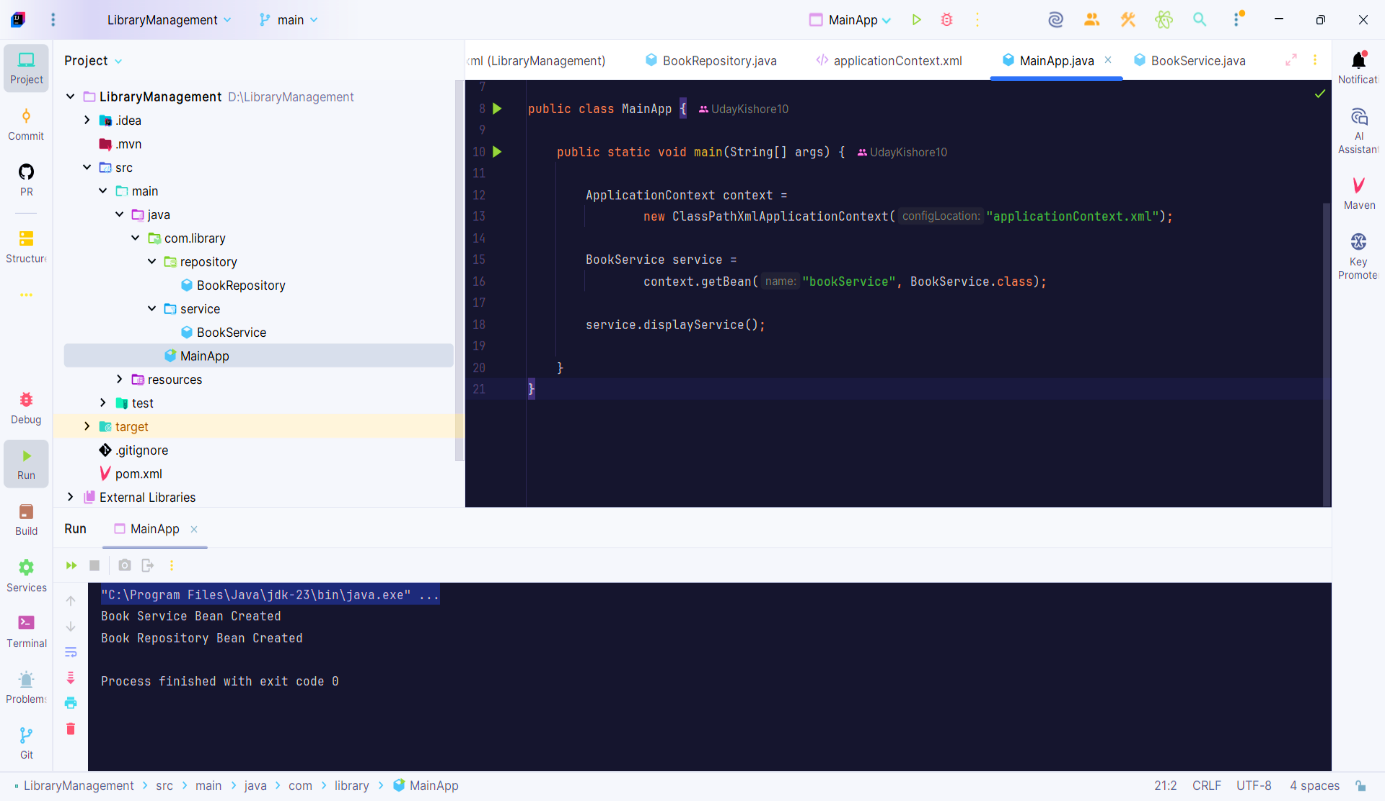 LibraryManagement
main
MainApp
Project
Commit
PR
Structure
Debug
Run
Build
Services
Terminal
Problems
Git
Project
LibraryManagement D:\LibraryManagement
.idea
.mvn
src
main
java
com.library
repository
BookRepository
service
BookService
MainApp
resources
test
target
.gitignore
pom.xml
External Libraries
xml (LibraryManagement)
BookRepository.java
applicationContext.xml
MainApp.java
BookService.java
7
8 public class MainApp { UdayKishore10
9
10 public static void main(String[] args) { UdayKishore10
11
12 ApplicationContext context =
13 new ClassPathXmlApplicationContext( configLocation: "applicationContext.xml");
14
15 BookService service =
16 context.getBean( name: "bookService", BookService.class);
17
18 service.displayService();
19
20 }
21 }
Notificat
AI
Assistan
Maven
Key
Promote
Run MainApp
"C:\Program Files\Java\jdk-23\bin\java.exe" ...
Book Service Bean Created
Book Repository Bean Created
Process finished with exit code 0
LibraryManagement > src > main > java > com > library > MainApp
21:2 CRLF UTF-8 4 spaces